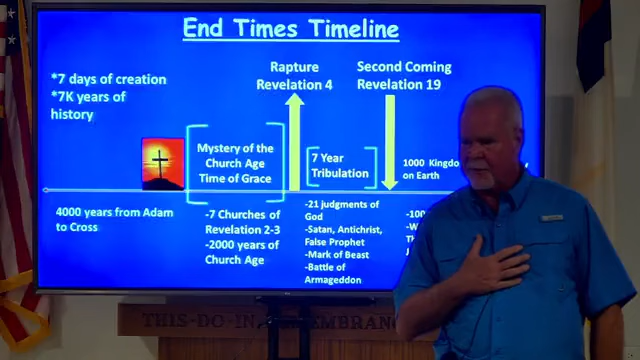 End Times Timeline
*7 days of creation
*7K years of
history
Rapture
Revelation 4
Second Coming
Revelation 19
Mystery of the
Church Age
Time of Grace
7 Year
Tribulation
1000
on Earth
4000 years from Adam
to Cross
-7 Churches of
Revelation 2-3
-2000 years of
Church Age
-21 judgments of
God
-Satan, Antichrist,
False Prophet
-Mark of Beast
-Battle of
Armageddon
THIS-DO-IN